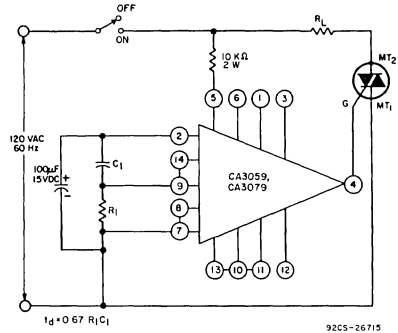 OFF
ON
RL
MT2
10 KΩ
2 W
G
MT1
5
6
1
3
120 VAC
60 Hz
100μF
15VDC
+
-
C1
R1
2
14
9
8
7
CA3059,
CA3079
4
13
10
11
12
td = 0 67 R1C1
92CS-26715